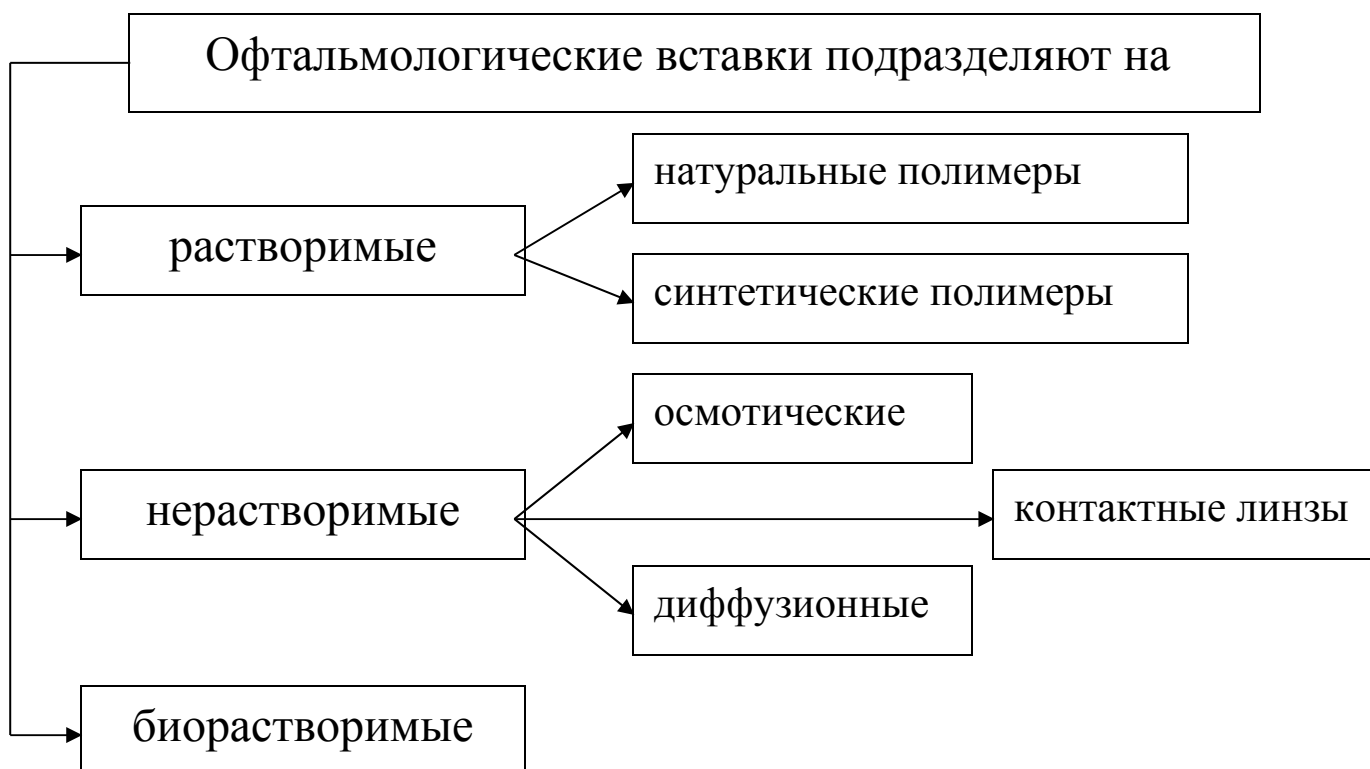 Офтальмологические вставки подразделяют на
натуральные полимеры
растворимые
синтетические полимеры
осмотические
нерастворимые
контактные линзы
диффузионные
биорастворимые